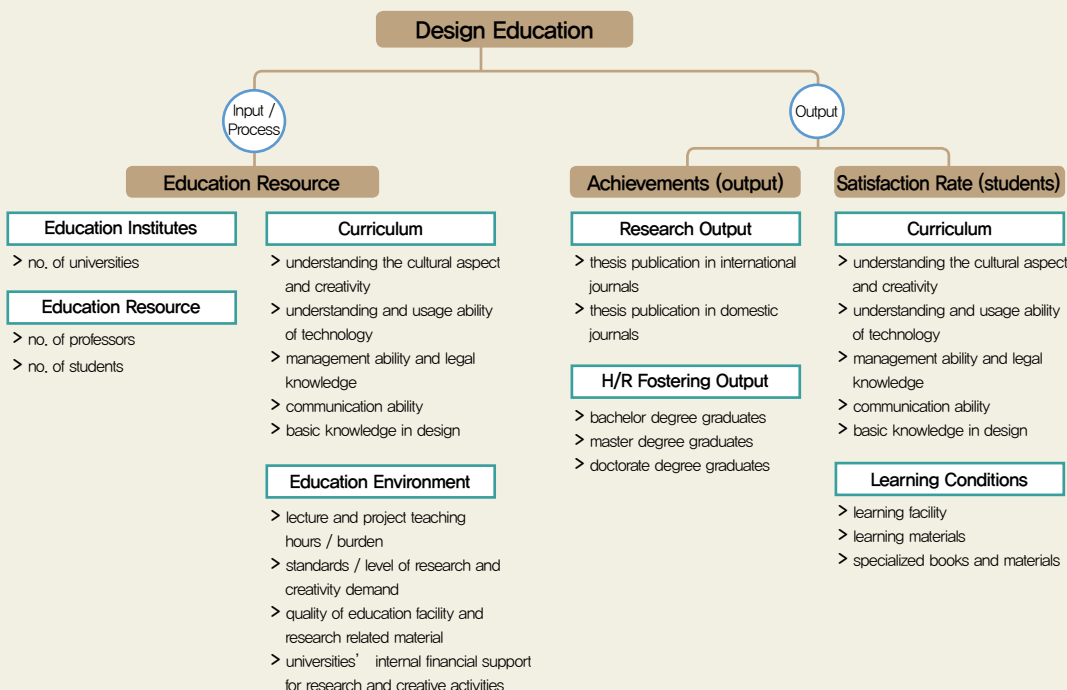 Design Education
Input /
Process
Output
Education Resource
Achievements (output)
Satisfaction Rate (students)
Education Institutes
> no. of universities
Education Resource
> no. of professors
> no. of students
Curriculum
> understanding the cultural aspect
and creativity
> understanding and usage ability
of technology
> management ability and legal
knowledge
> communication ability
> basic knowledge in design
Education Environment
> lecture and project teaching
hours / burden
> standards / level of research and
creativity demand
> quality of education facility and
research related material
> universities' internal financial support
for research and creative activities
Research Output
> thesis publication in international
journals
> thesis publication in domestic
journals
H/R Fostering Output
> bachelor degree graduates
> master degree graduates
> doctorate degree graduates
Curriculum
> understanding the cultural aspect
and creativity
> understanding and usage ability
of technology
> management ability and legal
knowledge
> communication ability
> basic knowledge in design
Learning Conditions
> learning facility
> learning materials
> specialized books and materials